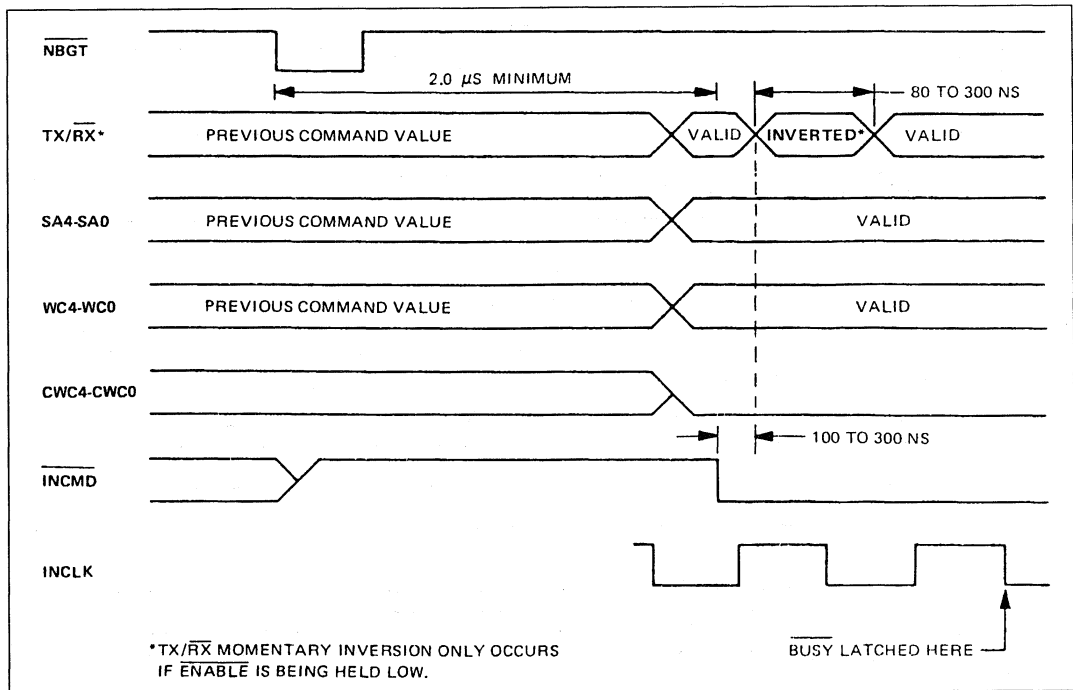 NBGT
2.0 µS MINIMUM
80 TO 300 NS
TX/RX* PREVIOUS COMMAND VALUE VALID INVERTED* VALID
SA4-SA0 PREVIOUS COMMAND VALUE VALID
WC4-WC0 PREVIOUS COMMAND VALUE VALID
CWC4-CWC0
100 TO 300 NS
INCMD
INCLK
*TX/RX MOMENTARY INVERSION ONLY OCCURS
IF ENABLE IS BEING HELD LOW.
BUSY LATCHED HERE